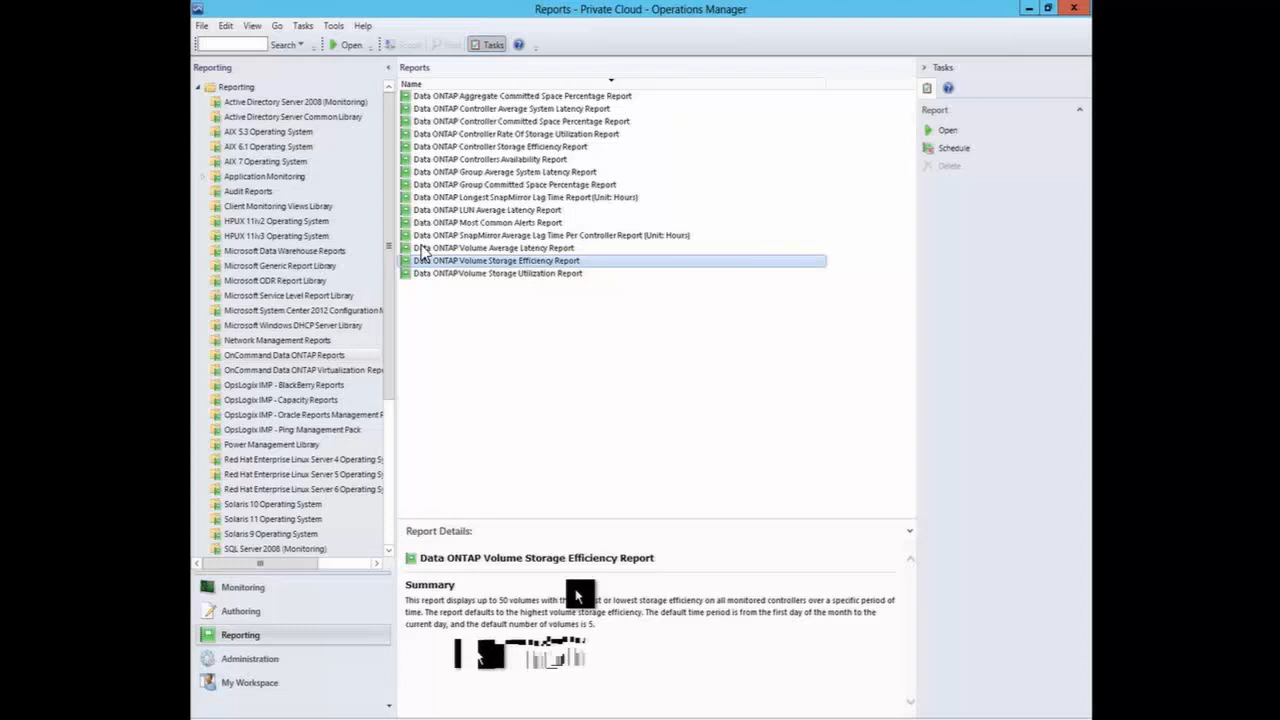 Reports - Private Cloud - Operations Manager
File Edit View Go Tasks Tools Help
Search Open Tasks
Reporting
Reporting
Active Directory Server 2008 (Monitoring)
Active Directory Server Common Library
AIX 5.3 Operating System
AIX 6.1 Operating System
AIX 7 Operating System
Application Monitoring
Audit Reports
Client Monitoring Views Library
HPUX 11iv2 Operating System
HPUX 11iv3 Operating System
Microsoft Data Warehouse Reports
Microsoft Generic Report Library
Microsoft ODR Report Library
Microsoft Service Level Report Library
Microsoft System Center 2012 Configuration M
Microsoft Windows DHCP Server Library
Network Management Reports
OnCommand Data ONTAP Reports
OnCommand Data ONTAP Virtualization Repo
OpsLogix IMP - BlackBerry Reports
OpsLogix IMP - Capacity Reports
OpsLogix IMP - Oracle Reports Management P
OpsLogix IMP - Ping Management Pack
Power Management Library
Red Hat Enterprise Linux Server 4 Operating Sy
Red Hat Enterprise Linux Server 5 Operating Sy
Red Hat Enterprise Linux Server 6 Operating Sy
Solaris 10 Operating System
Solaris 11 Operating System
Solaris 9 Operating System
SQL Server 2008 (Monitoring)
Monitoring
Authoring
Reporting
Administration
My Workspace
Reports
Name
Data ONTAP Aggregate Committed Space Percentage Report
Data ONTAP Controller Average System Latency Report
Data ONTAP Controller Committed Space Percentage Report
Data ONTAP Controller Rate Of Storage Utilization Report
Data ONTAP Controller Storage Efficiency Report
Data ONTAP Controllers Availability Report
Data ONTAP Group Average System Latency Report
Data ONTAP Group Committed Space Percentage Report
Data ONTAP Longest SnapMirror Lag Time Report (Unit: Hours)
Data ONTAP LUN Average Latency Report
Data ONTAP Most Common Alerts Report
Data ONTAP SnapMirror Average Lag Time Per Controller Report (Unit: Hours)
Data ONTAP Volume Average Latency Report
Data ONTAP Volume Storage Efficiency Report
Data ONTAP Volume Storage Utilization Report
Report Details:
Data ONTAP Volume Storage Efficiency Report
Summary
This report displays up to 50 volumes with or lowest storage efficiency on all monitored controllers over a specific period of
time. The report defaults to the highest volume storage efficiency. The default time period is from the first day of the month to the
current day, and the default number of volumes is 5.
Tasks
Report
Open
Schedule
Delete